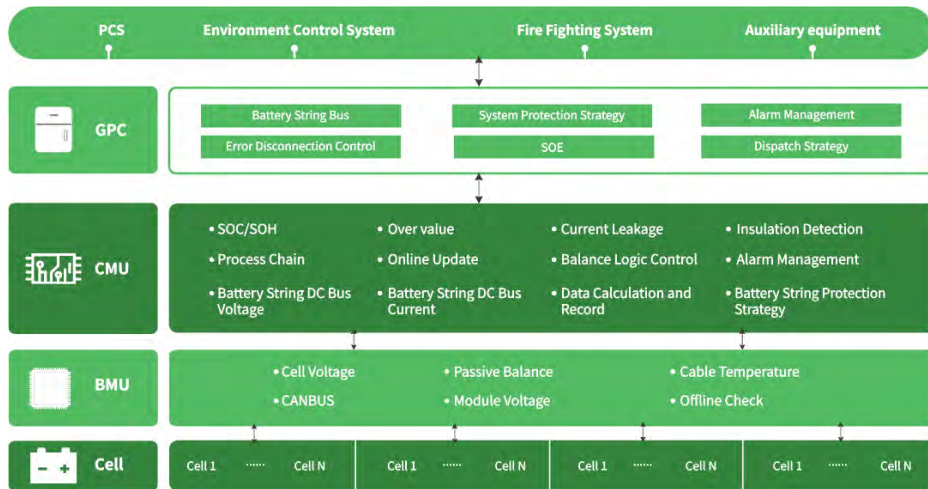 PCS
Environment Control System
Fire Fighting System
Auxiliary equipment
GPC
Battery String Bus
System Protection Strategy
Alarm Management
Error Disconnection Control
SOE
Dispatch Strategy
CMU
• SOC/SOH
• Over value
• Current Leakage
• Insulation Detection
• Process Chain
• Online Update
• Balance Logic Control
• Alarm Management
• Battery String DC Bus
Voltage
• Battery String DC Bus
Current
• Data Calculation and
Record
• Battery String Protection
Strategy
BMU
• Cell Voltage
• Passive Balance
• Cable Temperature
• CANBUS
• Module Voltage
• Offline Check
Cell
Cell 1 ...... Cell N
Cell 1 ...... Cell N
Cell 1 ...... Cell N
Cell 1 ...... Cell N